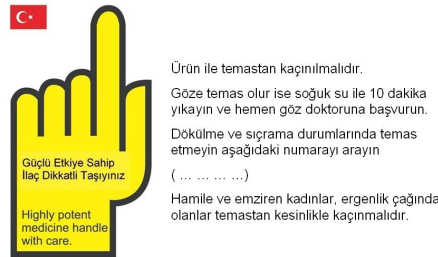 Güçlü Etkiye Sahip
İlaç Dikkatli Taşıyınız
Highly potent
medicine handle
with care.
Ürün ile temastan kaçınılmalıdır.
Göze temas olur ise soğuk su ile 10 dakika
yıkayın ve hemen göz doktoruna başvurun.
Dökülme ve sıçrama durumlarında temas
etmeyin aşağıdaki numarayı arayın
( ... ... ... ...)
Hamile ve emziren kadınlar, ergenlik çağında
olanlar temastan kesinlikle kaçınmalıdır.